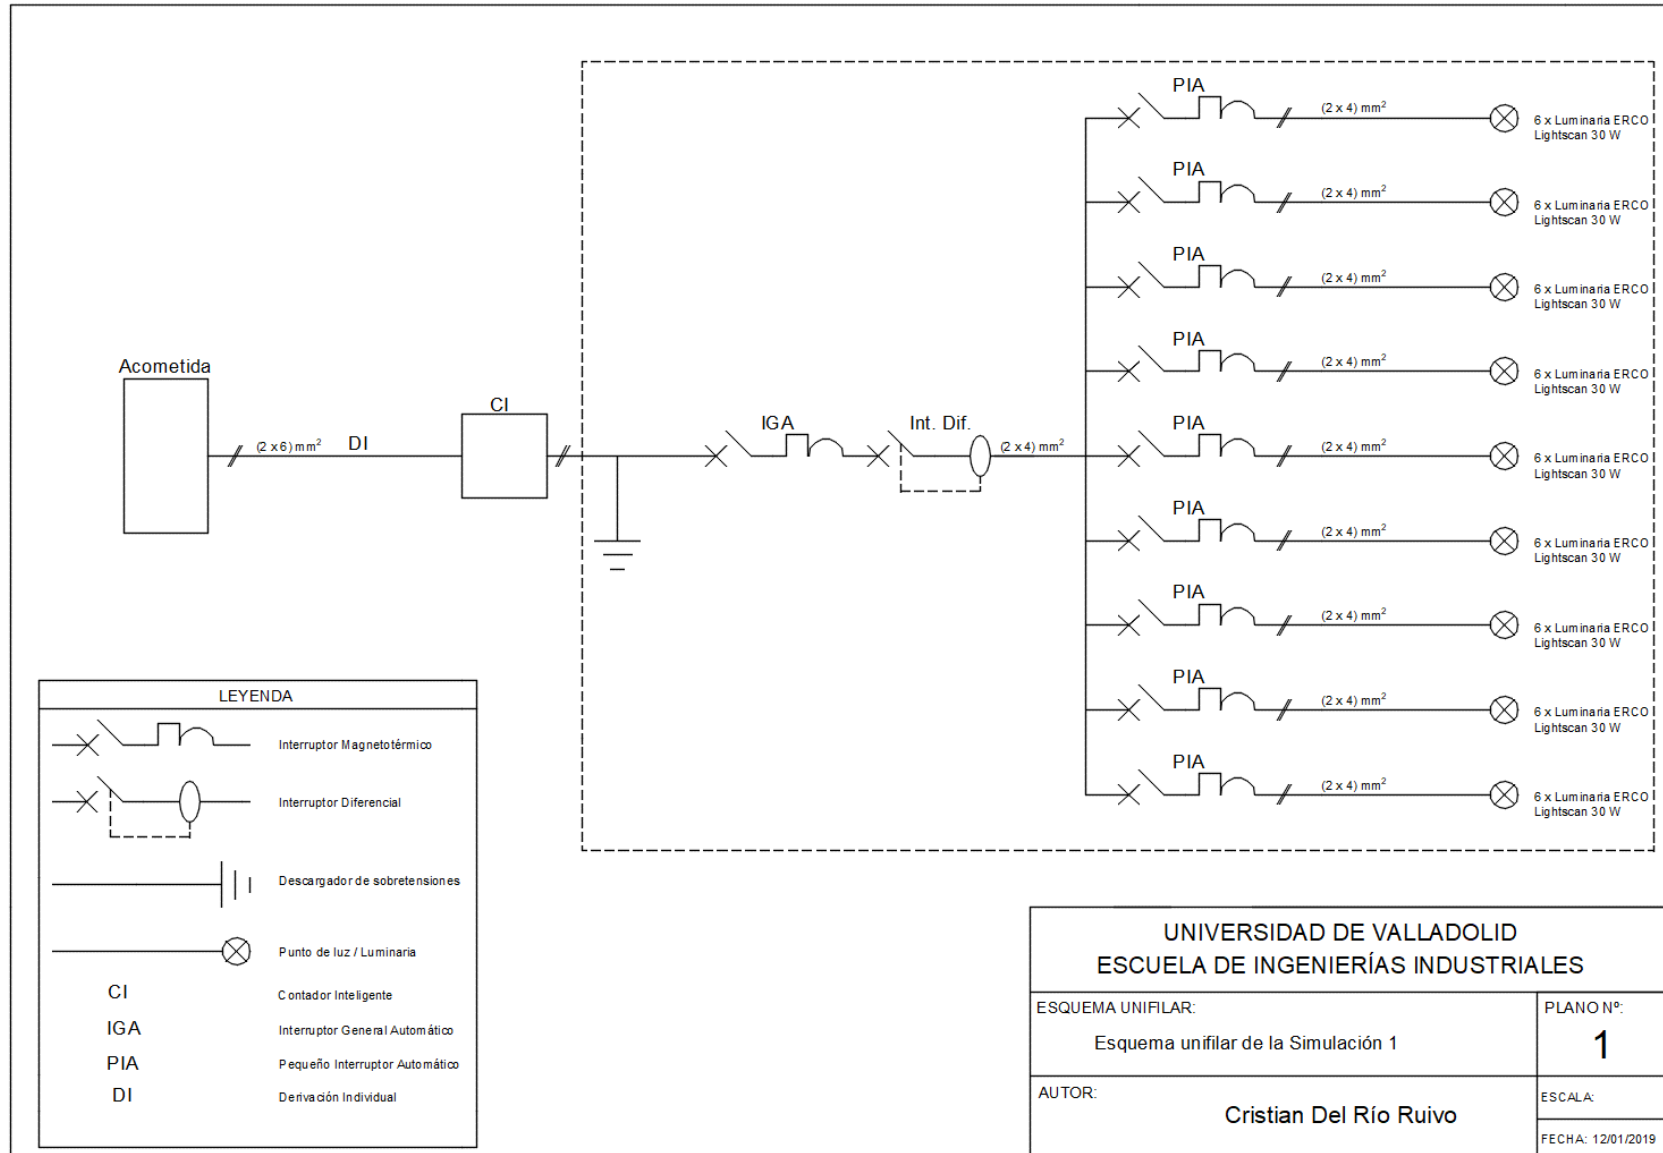 PIA
(2 x 4) mm²
6 x Luminaria ERCO
Lightscan 30 W
PIA
(2 x 4) mm²
6 x Luminaria ERCO
Lightscan 30 W
PIA
(2 x 4) mm²
6 x Luminaria ERCO
Lightscan 30 W
PIA
(2 x 4) mm²
6 x Luminaria ERCO
Lightscan 30 W
Acometida
(2 x 6) mm²
DI
CI
IGA
Int. Dif.
(2 x 4) mm²
PIA
(2 x 4) mm²
6 x Luminaria ERCO
Lightscan 30 W
PIA
(2 x 4) mm²
6 x Luminaria ERCO
Lightscan 30 W
PIA
(2 x 4) mm²
6 x Luminaria ERCO
Lightscan 30 W
PIA
(2 x 4) mm²
6 x Luminaria ERCO
Lightscan 30 W
PIA
(2 x 4) mm²
6 x Luminaria ERCO
Lightscan 30 W
LEYENDA
Interruptor Magnetotérmico
Interruptor Diferencial
Descargador de sobretensiones
Punto de luz / Luminaria
CI Contador Inteligente
IGA Interruptor General Automático
PIA Pequeño Interruptor Automático
DI Derivación Individual
UNIVERSIDAD DE VALLADOLID
ESCUELA DE INGENIERÍAS INDUSTRIALES
ESQUEMA UNIFILAR:
Esquema unifilar de la Simulación 1
PLANO Nº:
1
AUTOR:
Cristian Del Río Ruivo
ESCALA:
FECHA: 12/01/2019